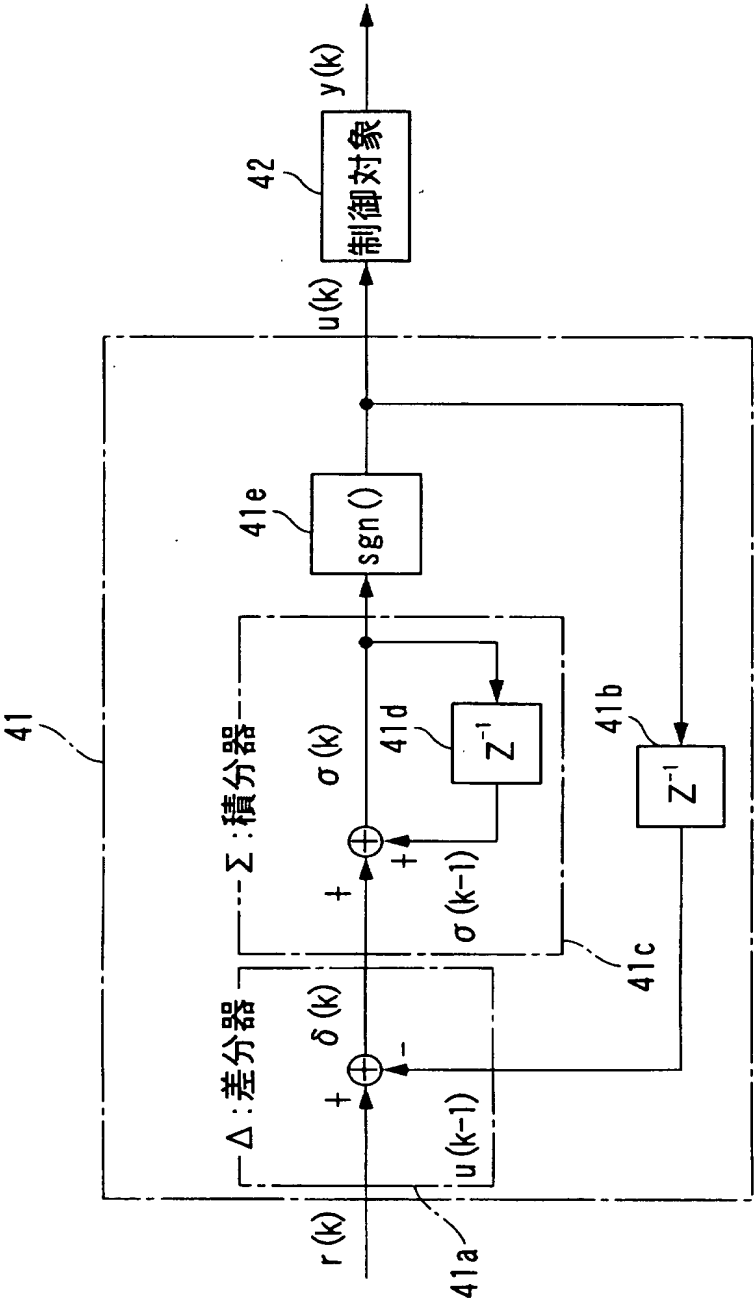 41
Δ:差分器
Σ:積分器
r(k)
+
-
u(k-1)
δ(k)
+
+
σ(k-1)
σ(k)
Z⁻¹
41d
sgn()
41e
u(k)
制御対象
42
y(k)
Z⁻¹
41b
41a
41c